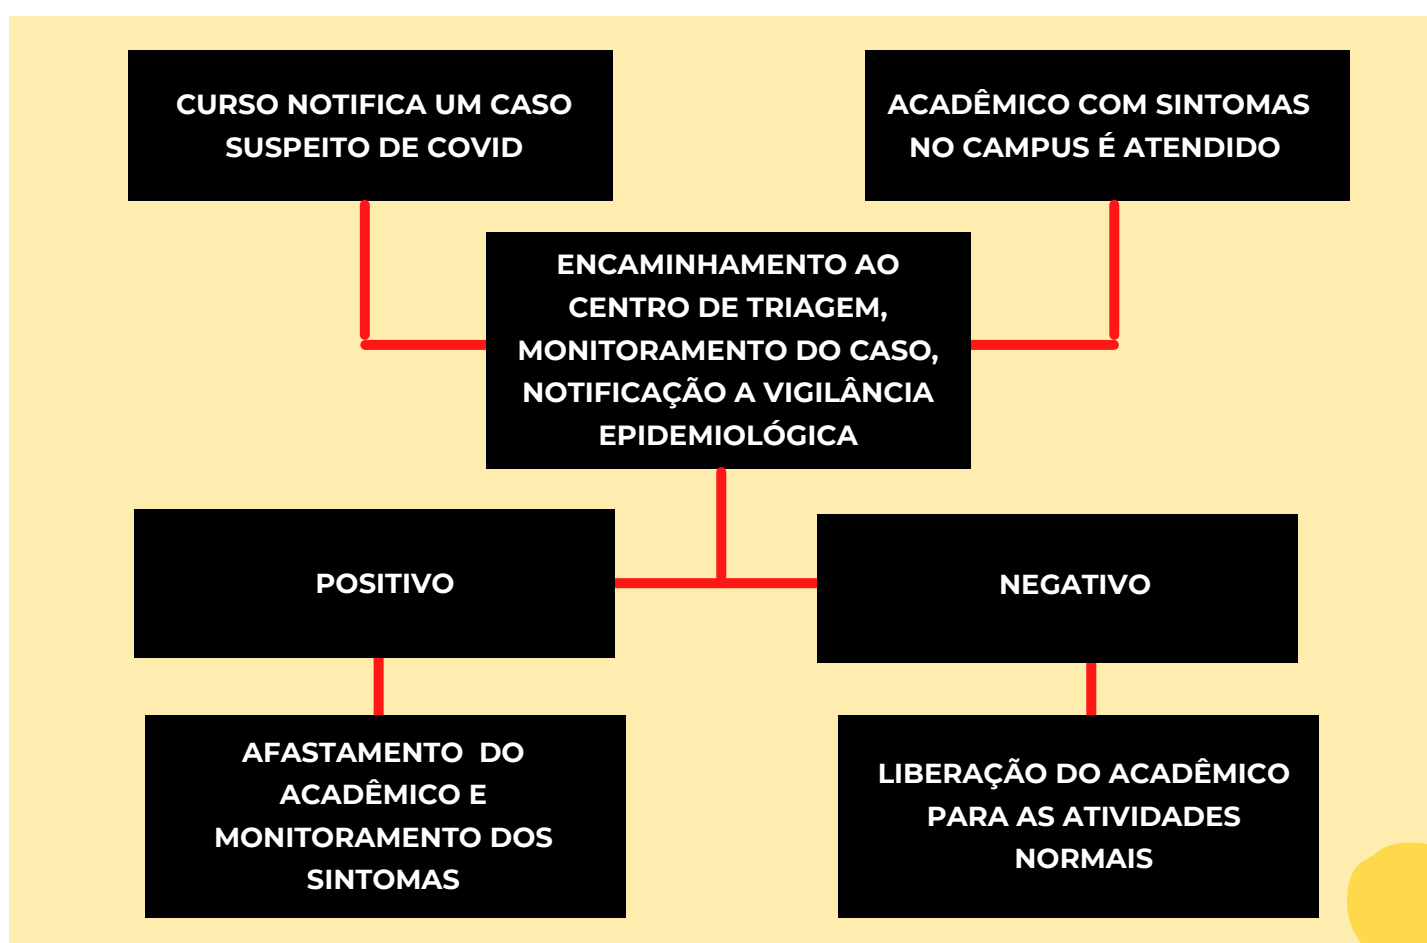 CURSO NOTIFICA UM CASO
SUSPEITO DE COVID
ACADÊMICO COM SINTOMAS
NO CAMPUS É ATENDIDO
ENCAMINHAMENTO AO
CENTRO DE TRIAGEM,
MONITORAMENTO DO CASO,
NOTIFICAÇÃO A VIGILÂNCIA
EPIDEMIOLÓGICA
POSITIVO
NEGATIVO
AFASTAMENTO DO
ACADÊMICO E
MONITORAMENTO DOS
SINTOMAS
LIBERAÇÃO DO ACADÊMICO
PARA AS ATIVIDADES
NORMAIS